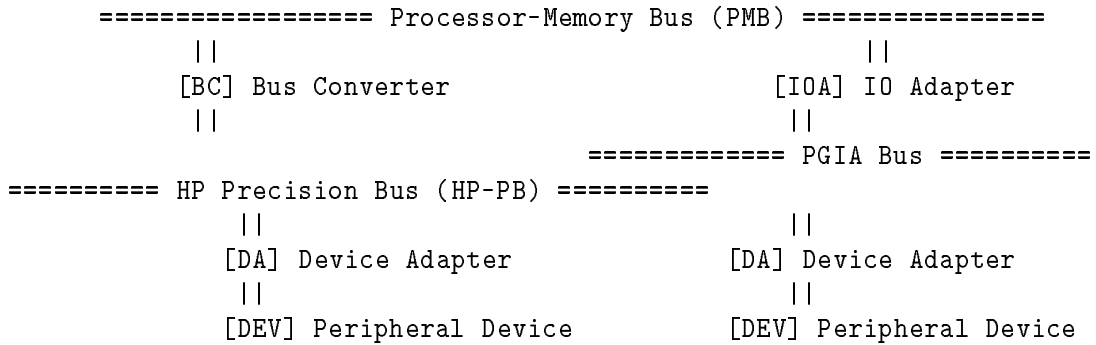 ================== Processor-Memory Bus (PMB) ================
|| ||
[BC] Bus Converter [IOA] IO Adapter
|| ||
============= PGIA Bus ==========
========== HP Precision Bus (HP-PB) ==========
|| ||
[DA] Device Adapter [DA] Device Adapter
|| ||
[DEV] Peripheral Device [DEV] Peripheral Device